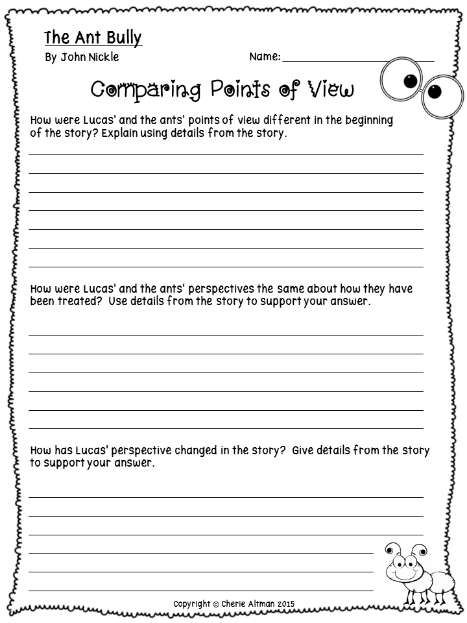 The Ant Bully
By John Nickle
Name:
Comparing Points of View
How were Lucas' and the ants' points of view different in the beginning
of the story? Explain using details from the story.
How were Lucas' and the ants' perspectives the same about how they have
been treated? Use details from the story to support your answer.
How has Lucas' perspective changed in the story? Give details from the story
to support your answer.
Copyright © Cherie Altman 2015